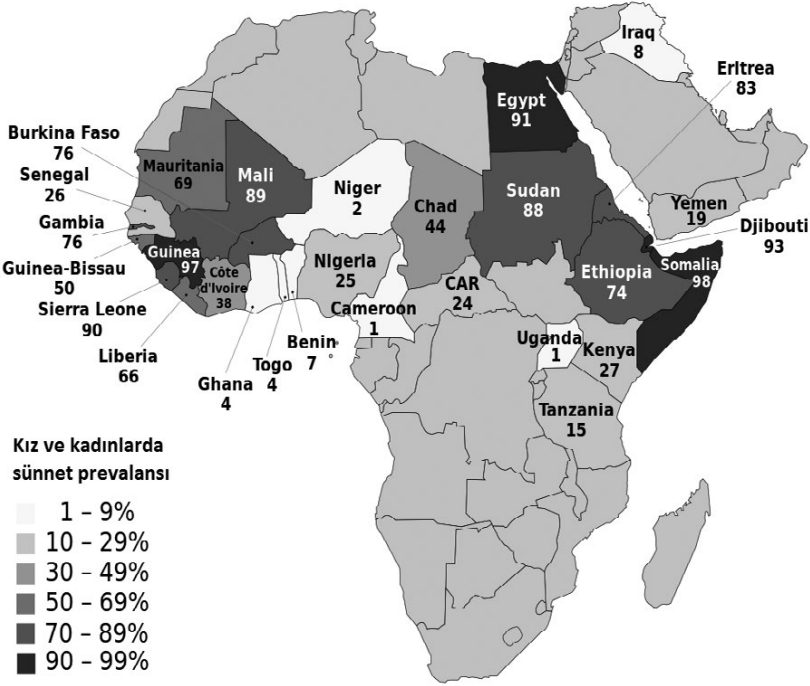 Iraq
8
Eritrea
83
Egypt
91
Burkina Faso
76
Mauritania
69
Mali
89
Senegal
26
Niger
2
Chad
44
Sudan
88
Yemen
19
Gambia
76
Djibouti
93
Guinea
97
Guinea-Bissau
50
Côte
d'Ivoire
38
Nigeria
25
CAR
24
Ethiopia
74
Somalia
98
Sierra Leone
90
Cameroon
1
Liberia
66
Benin
7
Togo
4
Ghana
4
Uganda
1
Kenya
27
Tanzania
15
Kız ve kadınlarda
sünnet prevalansı
1 – 9%
10 – 29%
30 – 49%
50 – 69%
70 – 89%
90 – 99%